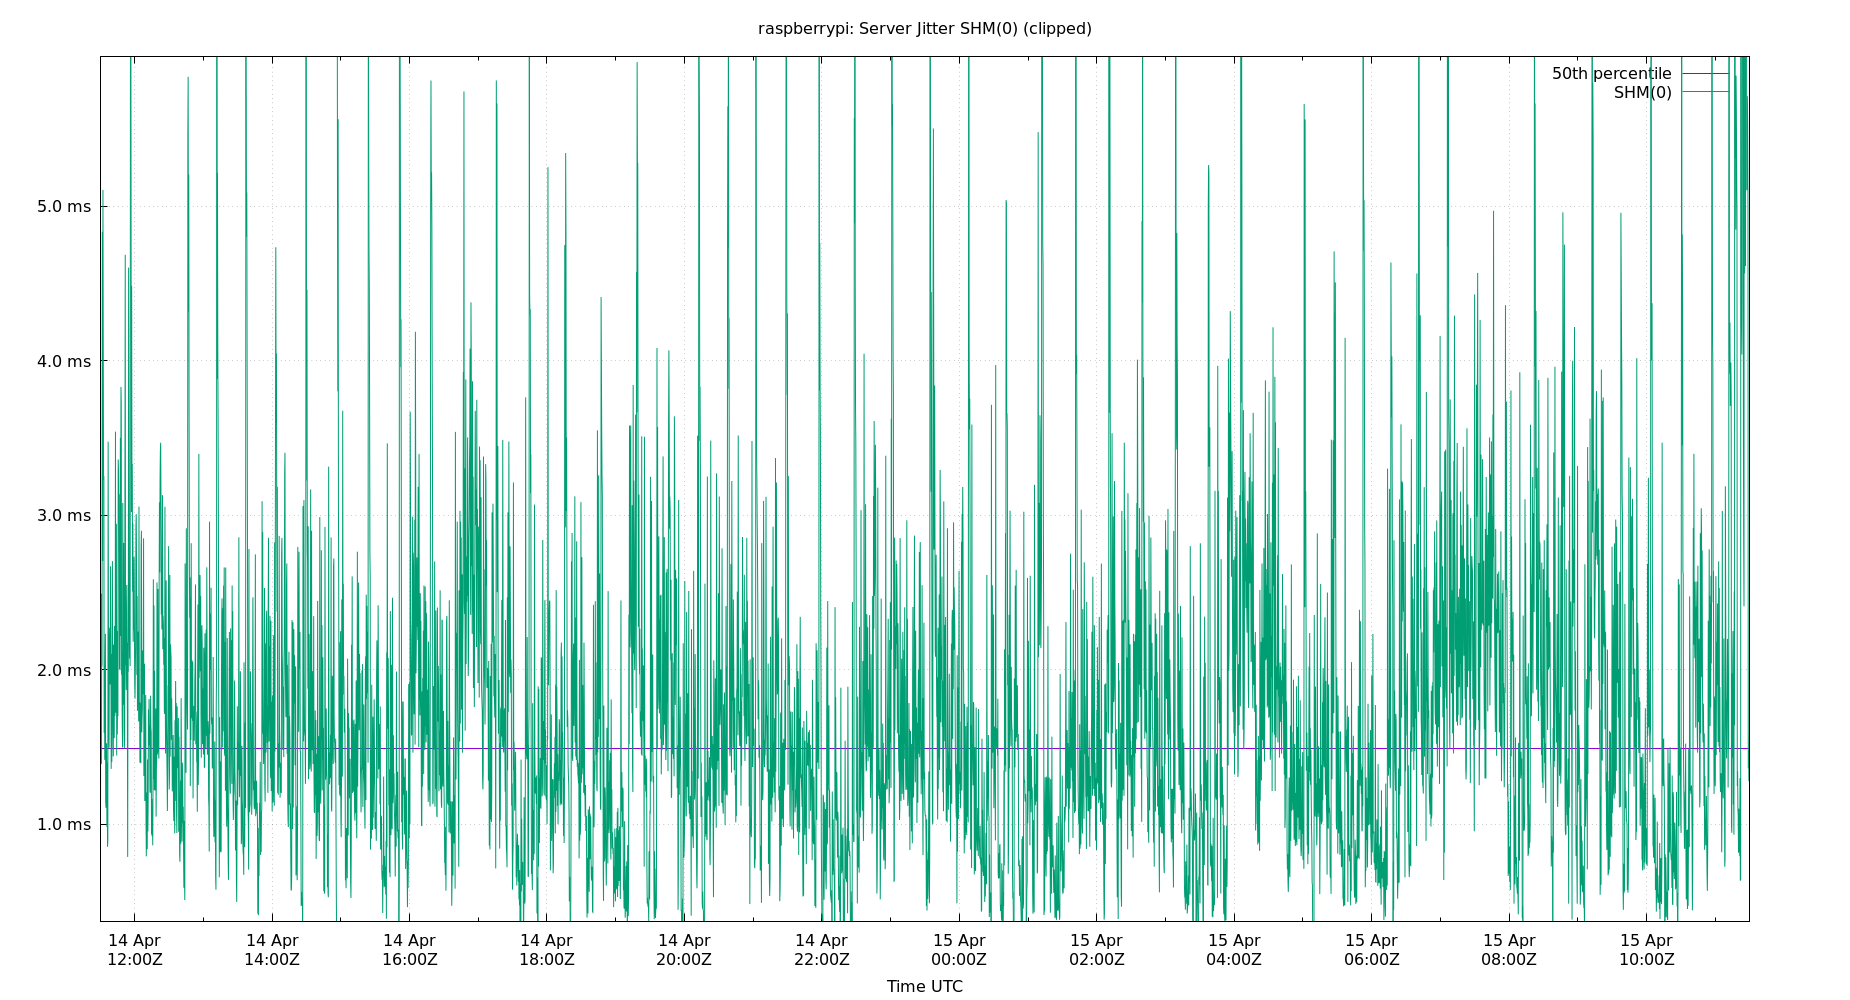 raspberrypi: Server Jitter SHM(0) (clipped)
50th percentile
SHM(0)
5.0 ms
4.0 ms
3.0 ms
2.0 ms
1.0 ms
14 Apr 14 Apr 14 Apr 14 Apr 14 Apr 14 Apr 15 Apr 15 Apr 15 Apr 15 Apr 15 Apr 15 Apr
12:00Z 14:00Z 16:00Z 18:00Z 20:00Z 22:00Z 00:00Z 02:00Z 04:00Z 06:00Z 08:00Z 10:00Z
Time UTC